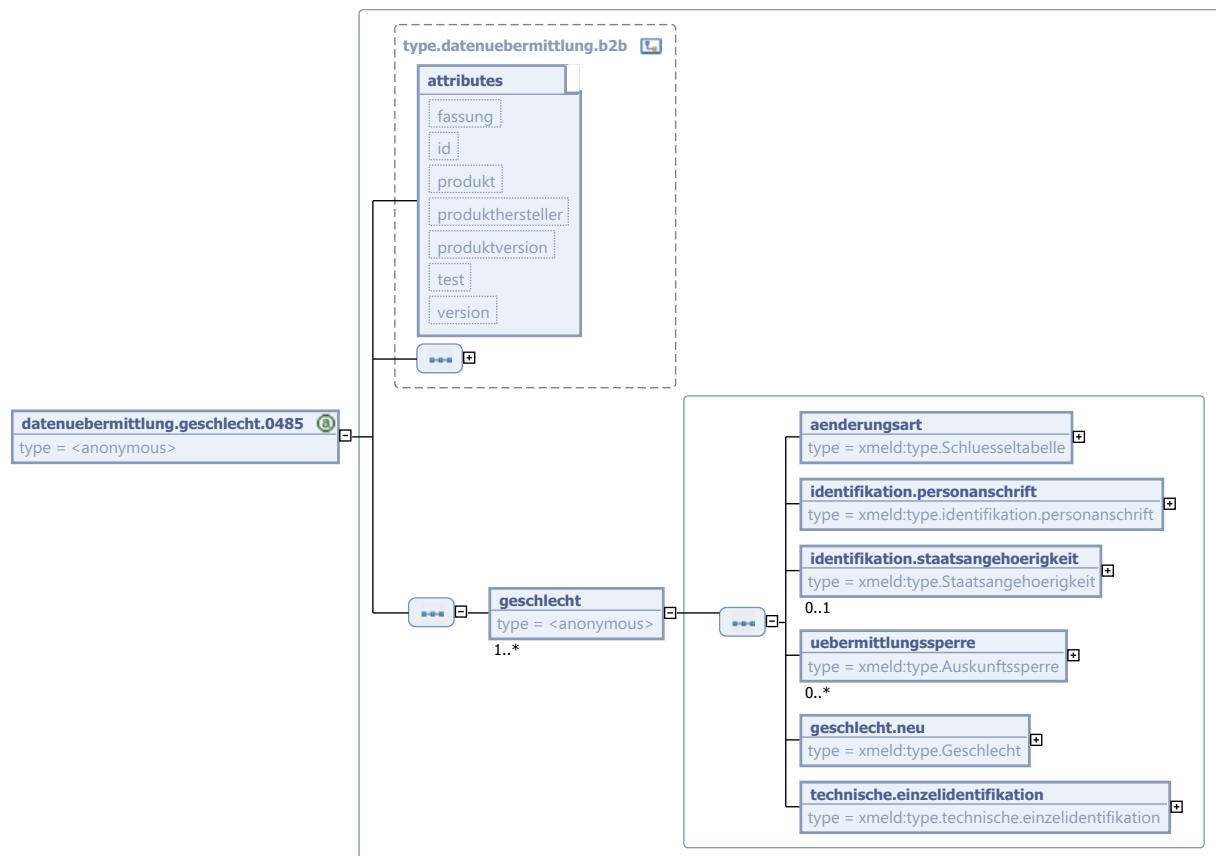 type.datenuebermittlung.b2b
attributes
fassung
id
produkt
produkthersteller
produktversion
test
version
datenuebermittlung.geschlecht.0485
type = <anonymous>
geschlecht
type = <anonymous>
1..*
aenderungsart
type = xmeld:type.Schluesseltabelle
identifikation.personanschrift
type = xmeld:type.identifikation.personanschrift
identifikation.staatsangehoerigkeit
type = xmeld:type.Staatsangehoerigkeit
0..1
uebermittlungssperre
type = xmeld:type.Auskunftssperre
0..*
geschlecht.neu
type = xmeld:type.Geschlecht
technische.einzelidentifikation
type = xmeld:type.technische.einzelidentifikation